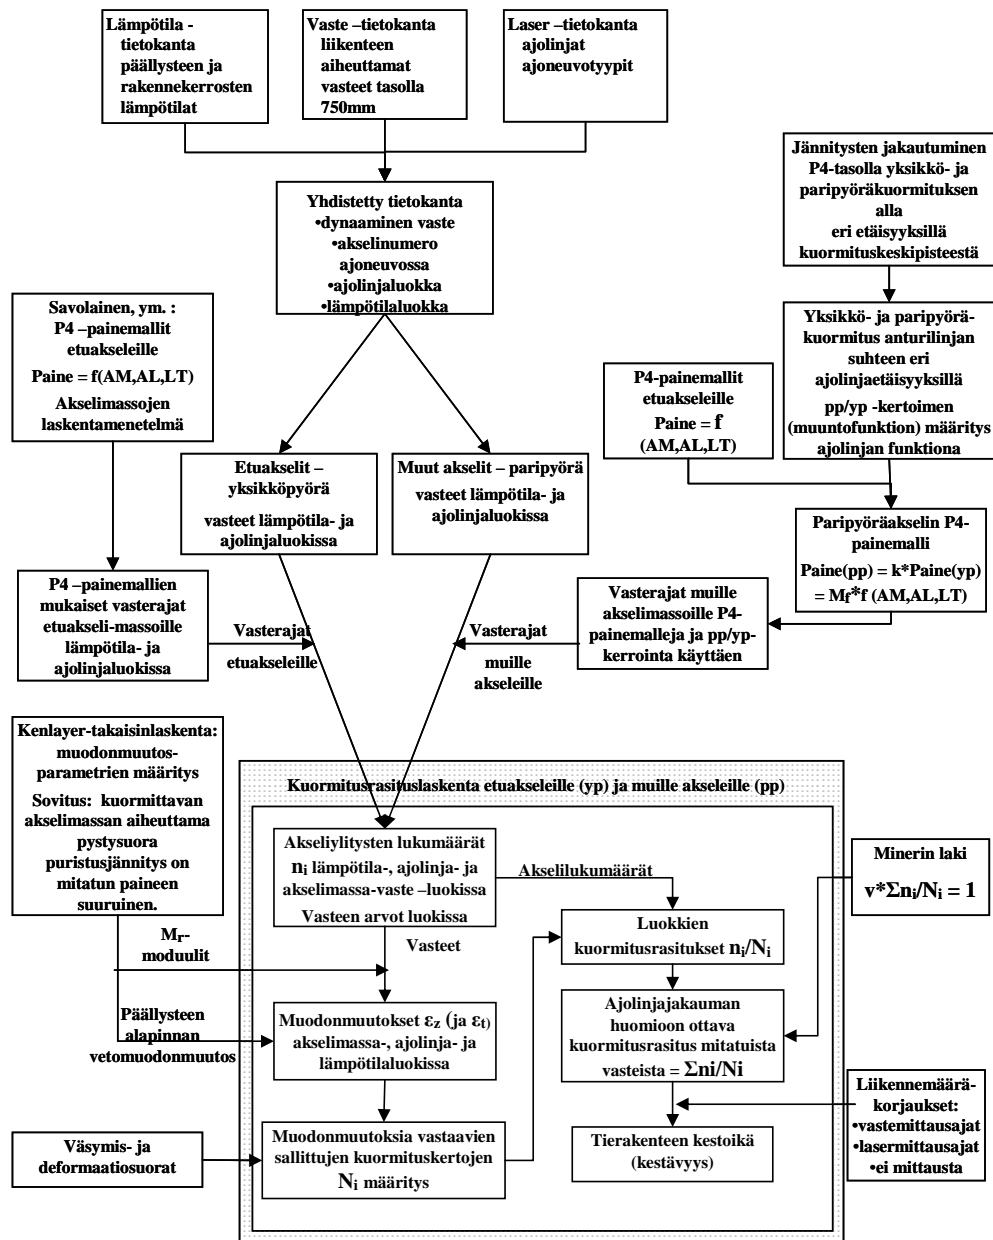 Lämpötila -
tietokanta
päällysteen ja
rakennekerrosten
lämpötilat
Vaste –tietokanta
liikenteen
aiheuttamat
vasteet tasolla
750mm
Laser –tietokanta
ajolinjat
ajoneuvotyypit
Jännitysten jakautuminen
P4-tasolla yksikkö- ja
paripyöräkuormituksen
alla
eri etäisyyksillä
kuormituskeskipisteestä
Yhdistetty tietokanta
•dynaaminen vaste
•akselinumero
ajoneuvossa
•ajolinjaluokka
•lämpötilaluokka
Savolainen, ym. :
P4 –painemallit
etuakseleille
Paine = f(AM,AL,LT)
Akselimassojen
laskentamenetelmä
Yksikkö- ja paripyörä-
kuormitus anturilinjan
suhteen eri
ajolinjaetäisyyksillä
pp/yp -kertoimen
(muuntofunktion) määritys
ajolinjan funktiona
P4-painemallit
etuakseleille
Paine = f
(AM,AL,LT)
Etuakselit –
yksikköpyörä
vasteet lämpötila- ja
ajolinjaluokissa
Muut akselit – paripyörä
vasteet lämpötila- ja
ajolinjaluokissa
Paripyöräakselin P4-
painemalli
Paine(pp) = k*Paine(yp)
= Mf*f (AM,AL,LT)
P4 –painemallien
mukaiset vasterajat
etuakseli-massoille
lämpötila- ja
ajolinjaluokissa
Vasterajat
etuakseleille
Vasterajat
muille
akseleille
Vasterajat muille
akselimassoille P4-
painemalleja ja pp/yp-
kerrointa käyttäen
Kenlayer-takaisinlaskenta:
muodonmuutos-
parametrien määritys
Sovitus: kuormittavan
akselimassan aiheuttama
pystysuora
puristusjännitys on
mitatun paineen
suuruinen.
Kuormitusrasituslaskenta etuakseleille (yp) ja muille akseleille (pp)
Akseliylitysten lukumäärät
ni lämpötila-, ajolinja- ja
akselimassa-vaste –luokissa
Vasteen arvot luokissa
Akselilukumäärät
Minerin laki
v*Σni/Ni = 1
Luokkien
kuormitusrasitukset ni/Ni
Mr-
moduulit
Vasteet
Päällysteen
alapinnan
vetomuodonmuutos
Muodonmuutokset εz (ja εt)
akselimassa-, ajolinja- ja
lämpötilaluokissa
Ajolinjajakauman
huomioon ottava
kuormitusrasitus mitatuista
vasteista = Σni/Ni
Liikennemäärä-
korjaukset:
•vastemittausajat
•lasermittausajat
•ei mittausta
Väsymis- ja
deformaatiosuorat
Muodonmuutoksia vastaavien
sallittujen kuormituskertojen
Ni määritys
Tierakenteen kestoikä
(kestävyys)